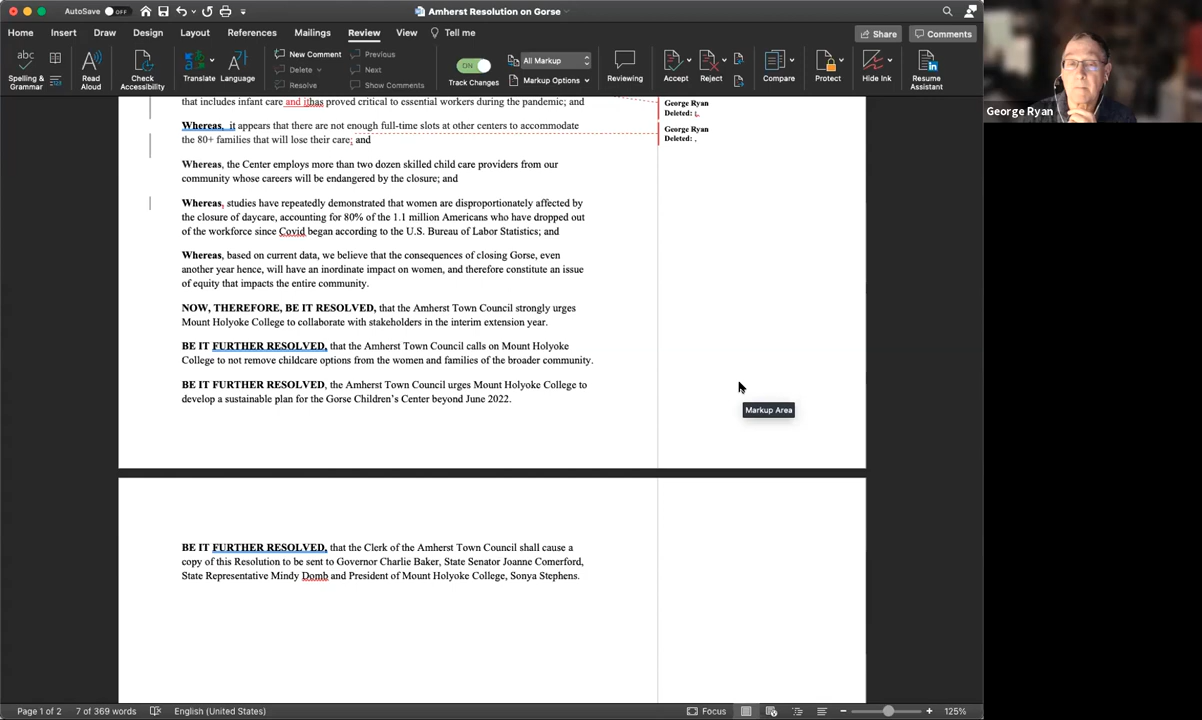 AutoSave OFF Amherst Resolution on Gorse
Home Insert Draw Design Layout References Mailings Review View Tell me Share Comments
Spelling & Grammar
Read Aloud
Check Accessibility
Translate
Language
New Comment
Delete
Resolve
Previous
Next
Show Comments
ON
Track Changes
All Markup
Markup Options
Reviewing
Accept
Reject
Compare
Protect
Hide Ink
Resume Assistant
that includes infant care and ithas proved critical to essential workers during the pandemic; and
Whereas, it appears that there are not enough full-time slots at other centers to accommodate
the 80+ families that will lose their care; and
Whereas, the Center employs more than two dozen skilled child care providers from our
community whose careers will be endangered by the closure; and
Whereas, studies have repeatedly demonstrated that women are disproportionately affected by
the closure of daycare, accounting for 80% of the 1.1 million Americans who have dropped out
of the workforce since Covid began according to the U.S. Bureau of Labor Statistics; and
Whereas, based on current data, we believe that the consequences of closing Gorse, even
another year hence, will have an inordinate impact on women, and therefore constitute an issue
of equity that impacts the entire community.
NOW, THEREFORE, BE IT RESOLVED, that the Amherst Town Council strongly urges
Mount Holyoke College to collaborate with stakeholders in the interim extension year.
BE IT FURTHER RESOLVED, that the Amherst Town Council calls on Mount Holyoke
College to not remove childcare options from the women and families of the broader community.
BE IT FURTHER RESOLVED, the Amherst Town Council urges Mount Holyoke College to
develop a sustainable plan for the Gorse Children's Center beyond June 2022.
BE IT FURTHER RESOLVED, that the Clerk of the Amherst Town Council shall cause a
copy of this Resolution to be sent to Governor Charlie Baker, State Senator Joanne Comerford,
State Representative Mindy Domb and President of Mount Holyoke College, Sonya Stephens.
George Ryan
Deleted:
George Ryan
Deleted: ,
Markup Area
George Ryan
Page 1 of 2 7 of 369 words English (United States) Focus 125%